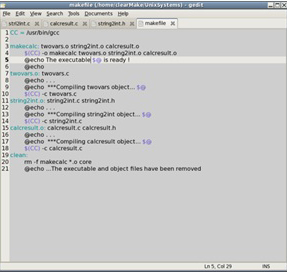 makefile (/home/clearMake/UnixSystems) - gedit
File Edit View Search Tools Documents Help
calcresult.c × string2int.c × makefile ×
1 CC = /usr/bin/gcc
2
3 makecalc: twovars.o string2int.o calcresult.o
4 $(CC) -o makecalc twovars.o string2int.o calcresult.o
5 @echo The executable $@ is ready !
6 @echo
7 twovars.o: twovars.c
8 @echo . . .
9 @echo ***Compiling twovars object... $@
10 $(CC) -c twovars.c
11 string2int.o: string2int.c string2int.h
12 @echo . . .
13 @echo ***Compiling string2int object... $@
14 $(CC) -c string2int.c
15 calcresult.o: calcresult.c calcresult.h
16 @echo . . .
17 @echo ***Compiling calcresult object... $@
18 $(CC) -c calcresult.c
19 clean:
20 rm -f makecalc *.o core
21 @echo ...The executable and object files have been removed
Ln 5, Col 29 INS